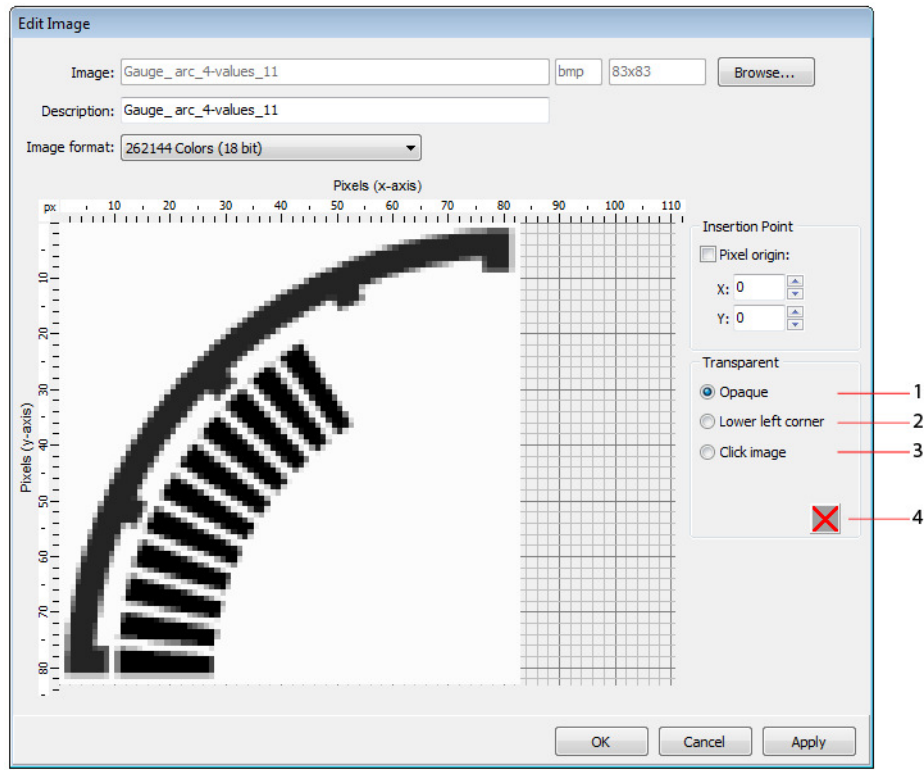 Edit Image
Image: Gauge_ arc_4-values_11 bmp 83x83 Browse...
Description: Gauge_ arc_4-values_11
Image format: 262144 Colors (18 bit)
Pixels (x-axis)
px 10 20 30 40 50 60 70 80 90 100 110
Pixels (y-axis)
10
20
30
40
50
60
70
80
Insertion Point
Pixel origin:
X: 0
Y: 0
Transparent
Opaque 1
Lower left corner 2
Click image 3
4
OK Cancel Apply